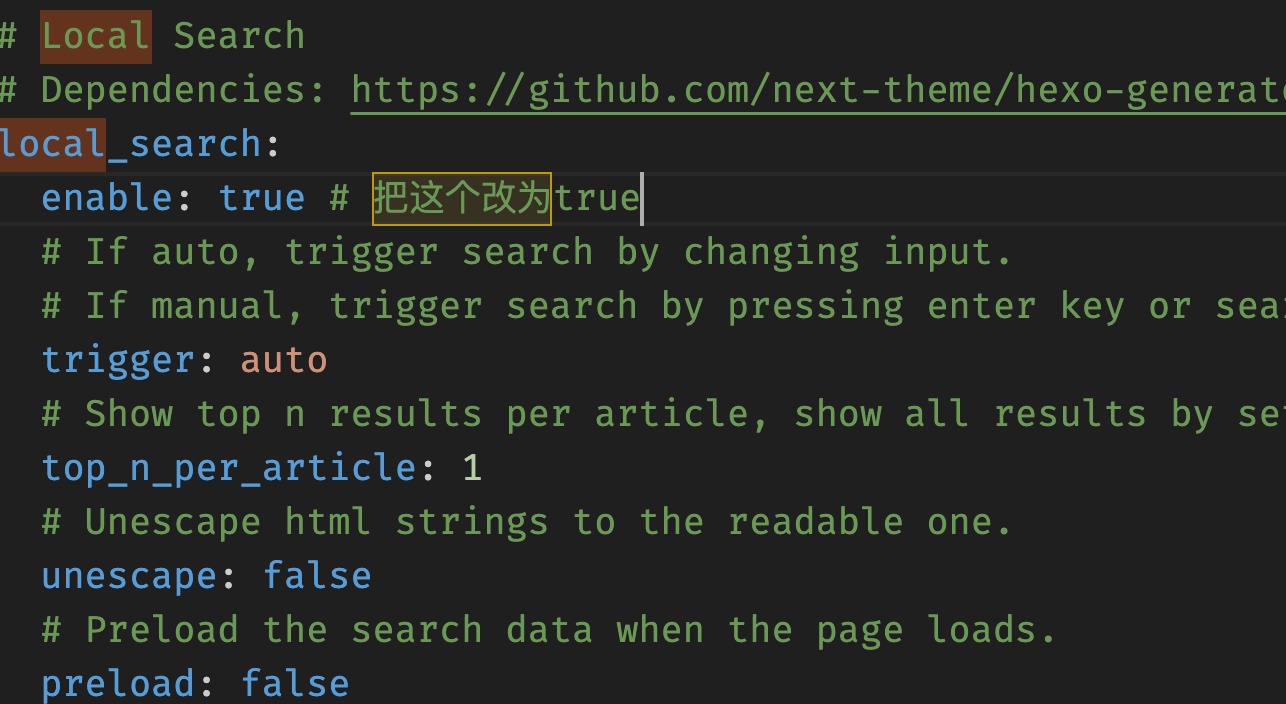 # Local Search
# Dependencies: https://github.com/next-theme/hexo-generat
local_search:
enable: true # 把这个改为true
# If auto, trigger search by changing input.
# If manual, trigger search by pressing enter key or sea
trigger: auto
# Show top n results per article, show all results by se
top_n_per_article: 1
# Unescape html strings to the readable one.
unescape: false
# Preload the search data when the page loads.
preload: false